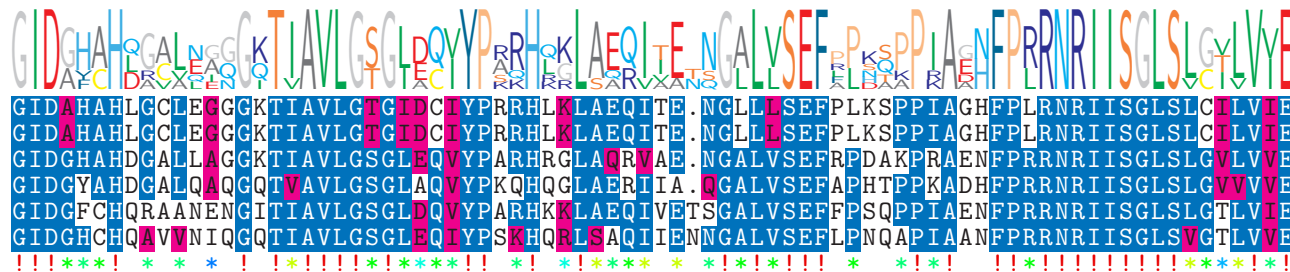 GIDAHAHLGCLEGGGKTIAVLGTGIDCIYPRRHLKLAEQITE.NGLLLSEFPLKSPPIAGHFPLRNRIISGLSLCILVIE
GIDAHAHLGCLEGGGKTIAVLGTGIDCIYPRRHLKLAEQITE.NGLLLSEFPLKSPPIAGHFPLRNRIISGLSLCILVIE
GIDGHAHDGALLAGGKTIAVLGSGLEQVYPARHRGLAQRVAE.NGALVSEFRPDAKPRAENFPRRNRIISGLSLGVLVVE
GIDGYAHDGALQAQGQTVAVLGSGLAQVYPKQHQGLAERIIA.QGALVSEFAPHTPPKADHFPRRNRIISGLSLGVVVVE
GIDGFCHQRAANENGITIAVLGSGLDQVYPARHKKLAEQIVETSGALVSEFFPSQPPIAENFPRRNRIISGLSLGTLVIE
GIDGHCHQAVVNIQGQTIAVLGSGLEQIYPSKHQRLSAQIIENNGALVSEFLPNQAPIAANFPRRNRIISGLSVGTLVVE
!!!***! * * * ! !*!!!!*!****!! *! *!**** * !*!*!!!! *  *!*! !!!*!!!!!!!!!****!*!